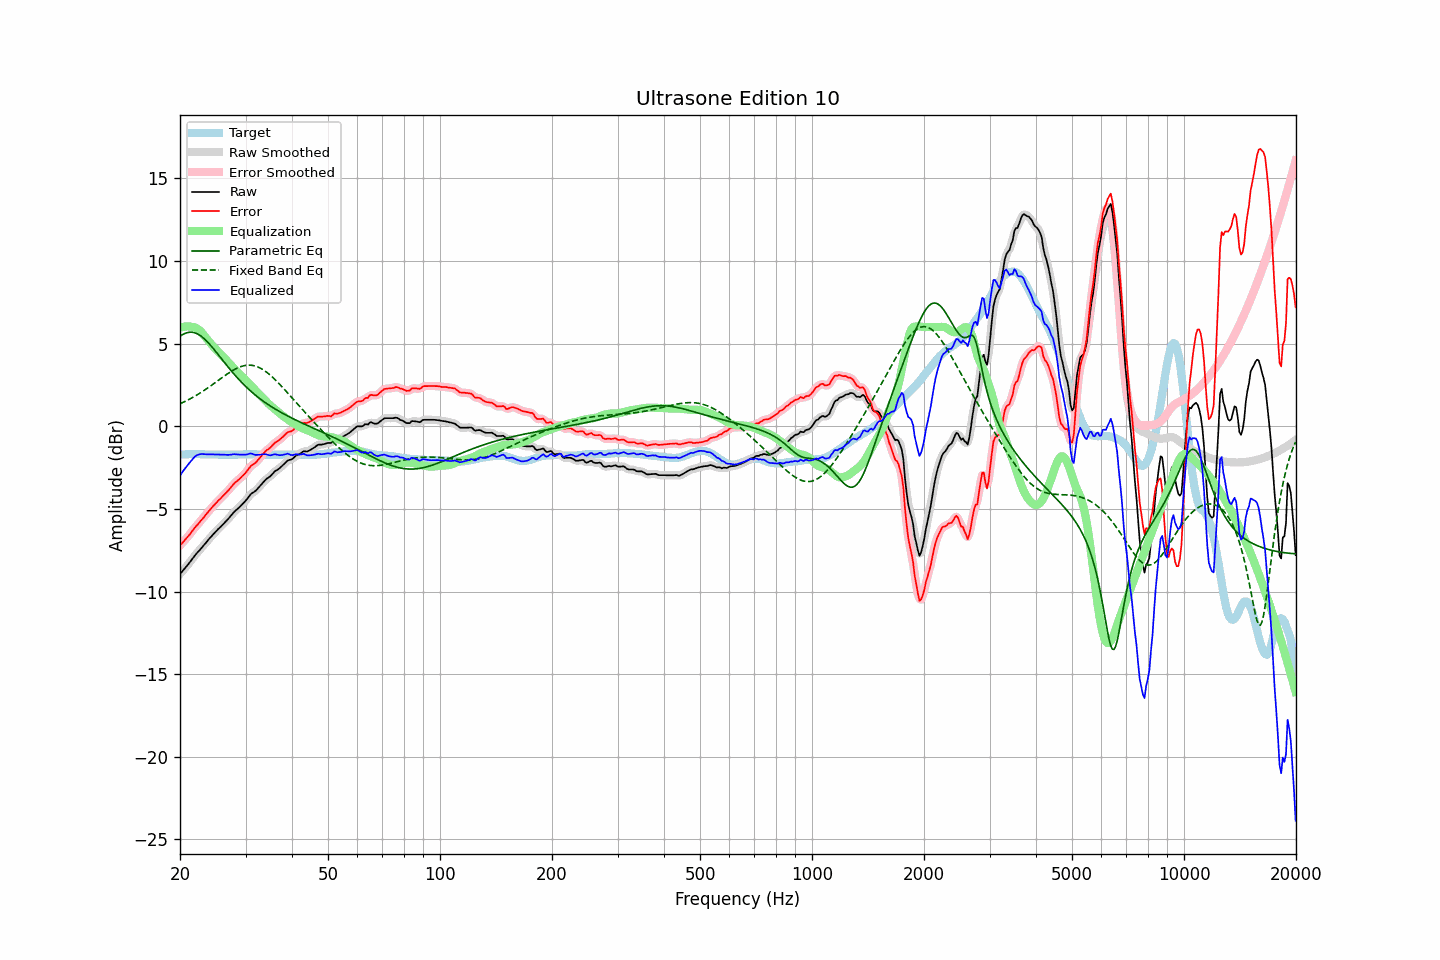 Ultrasone Edition 10
Target
Raw Smoothed
Error Smoothed
Raw
Error
Equalization
Parametric Eq
Fixed Band Eq
Equalized
15
10
5
0
−5
−10
−15
−20
−25
Amplitude (dBr)
20 50 100 200 500 1000 2000 5000 10000 20000
Frequency (Hz)